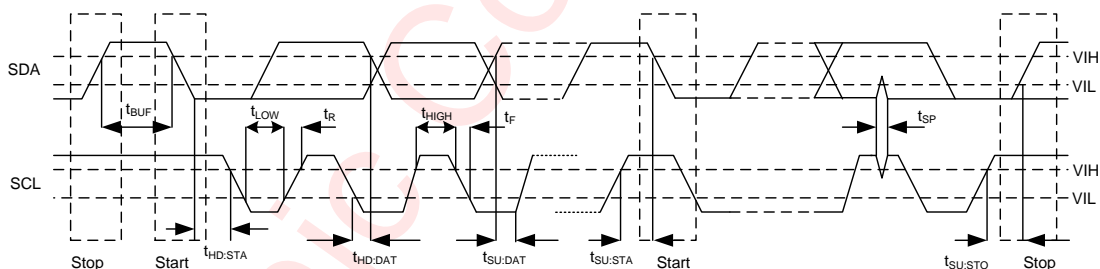 SDA
VIH
VIL
tBUF
tLOW
tR
tHIGH
tF
tSP
SCL
VIH
VIL
tHD:STA
tHD:DAT
tSU:DAT
tSU:STA
tSU:STO
Stop
Start
Start
Stop